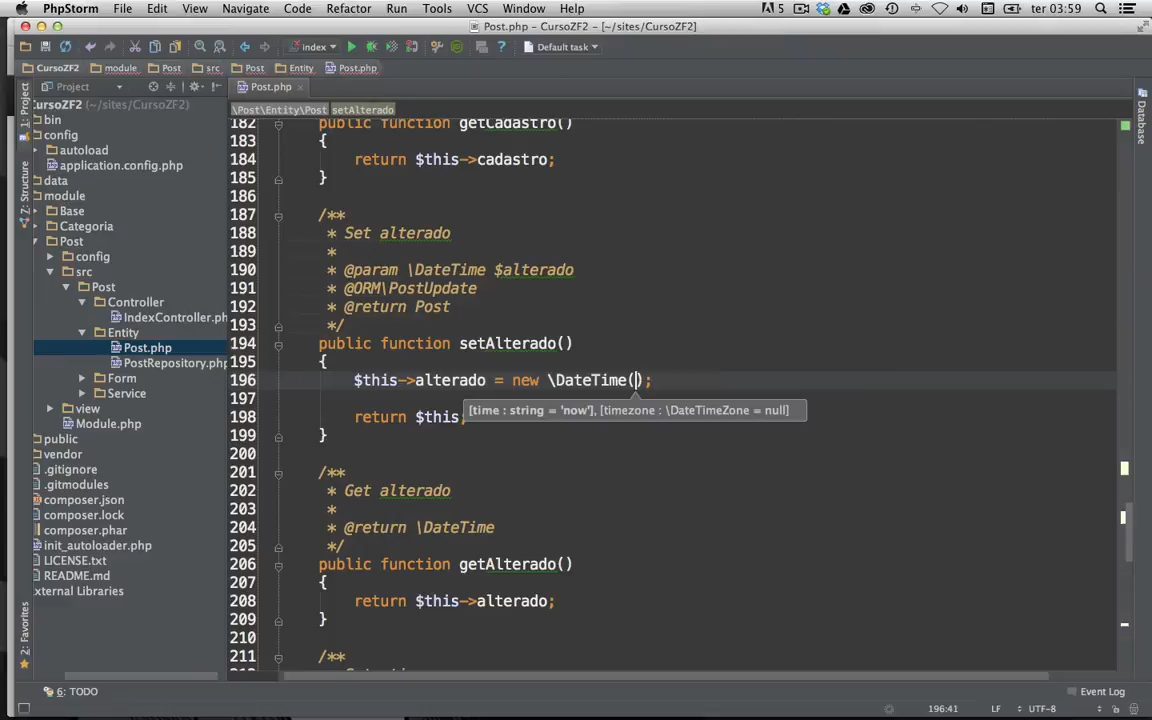 PhpStorm File Edit View Navigate Code Refactor Run Tools VCS Window Help 5 ter 03:59
Post.php - CursoZF2 - [~/sites/CursoZF2]
index Default task
CursoZF2 module Post src Post Entity Post.php
Project Post.php
CursoZF2 (~/sites/CursoZF2)
bin
config
autoload
application.config.php
data
module
Base
Categoria
Post
config
src
Post
Controller
IndexController.ph
Entity
Post.php
PostRepository.php
Form
Service
view
Module.php
public
vendor
.gitignore
.gitmodules
composer.json
composer.lock
composer.phar
init_autoloader.php
LICENSE.txt
README.md
xternal Libraries
1: Project
Z: Structure
2: Favorites
Database
\Post\Entity\Post setAlterado
182 public function getCadastro()
183 {
184 return $this->cadastro;
185 }
186
187 /**
188 * Set alterado
189 *
190 * @param \DateTime $alterado
191 * @ORM\PostUpdate
192 * @return Post
193 */
194 public function setAlterado()
195 {
196 $this->alterado = new \DateTime();
197
[time : string = 'now'], [timezone : \DateTimeZone = null]
198 return $this;
199 }
200
201 /**
202 * Get alterado
203 *
204 * @return \DateTime
205 */
206 public function getAlterado()
207 {
208 return $this->alterado;
209 }
210
211 /**
6: TODO Event Log
196:41 LF UTF-8